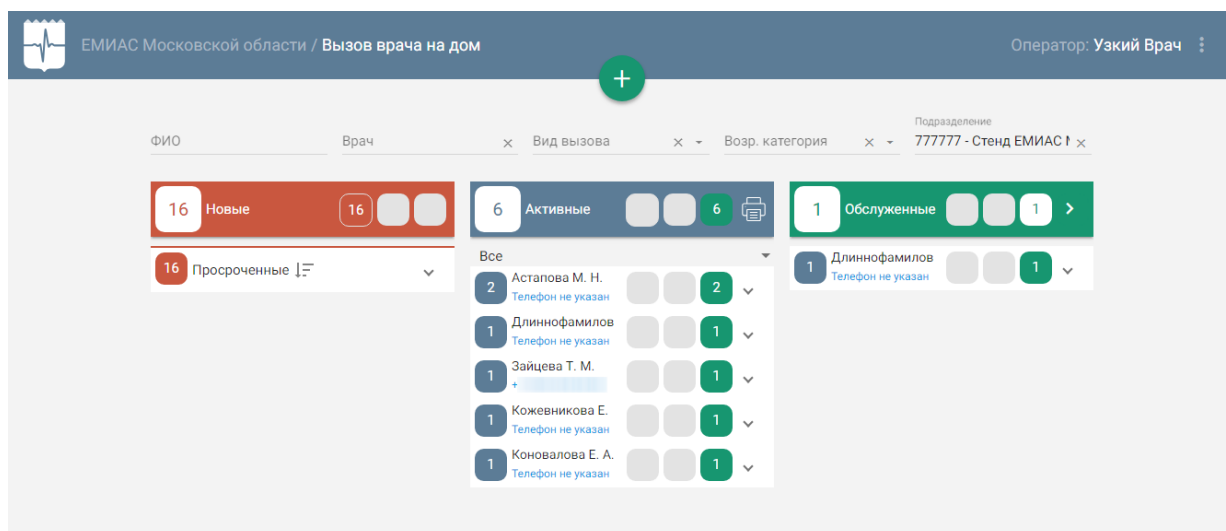 ЕМИАС Московской области / Вызов врача на дом
Оператор: Узкий Врач
+
ФИО
Врач
Вид вызова
Возр. категория
Подразделение
777777 - Стенд ЕМИАС М
16 Новые 16
6 Активные 6
1 Обслуженные 1
16 Просроченные
Все
2 Астапова М. Н. 2
Телефон не указан
1 Длиннофамилов 1
Телефон не указан
1 Зайцева Т. М. 1
+
1 Кожевникова Е. 1
Телефон не указан
1 Коновалова Е. А. 1
Телефон не указан
1 Длиннофамилов 1
Телефон не указан